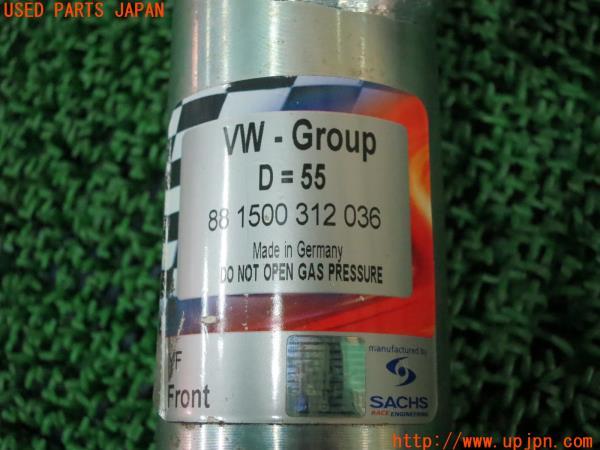 USED PARTS JAPAN
VW - Group
D = 55
88 1500 312 036
Made in Germany
DO NOT OPEN GAS PRESSURE
manufactured by
SACHS
RACE ENGINEERING
Front
http://www.upjpn.com/